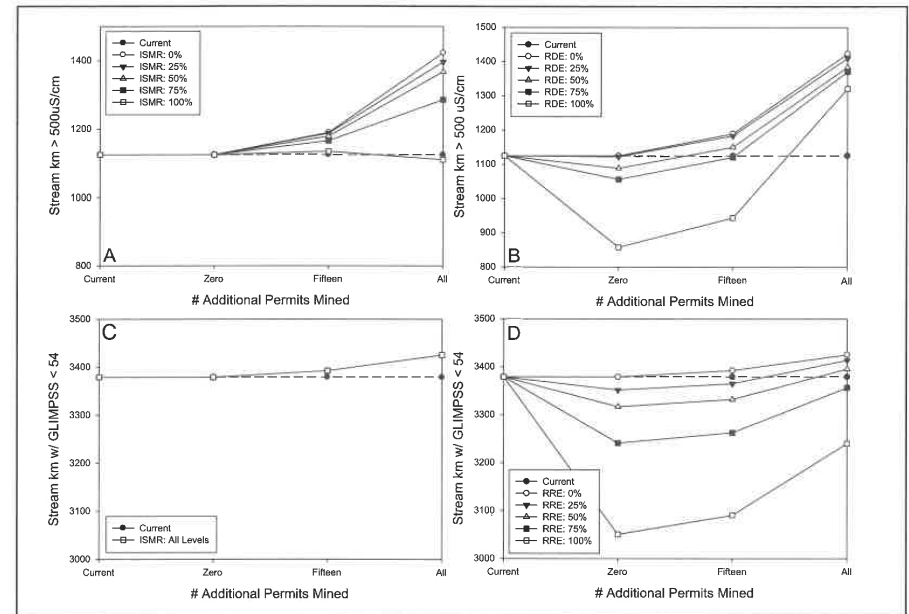 Stream km > 500uS/cm
1400
1200
1000
800
Current
ISMR: 0%
ISMR: 25%
ISMR: 50%
ISMR: 75%
ISMR: 100%
A
Current
Zero
Fifteen
All
# Additional Permits Mined
Stream km > 500 uS/cm
1500
1400
1300
1200
1100
1000
900
800
Current
RDE: 0%
RDE: 25%
RDE: 50%
RDE: 75%
RDE: 100%
B
Current
Zero
Fifteen
All
# Additional Permits Mined
Stream km w/ GLIMPSS < 54
3500
3400
3300
3200
3100
3000
C
Current
ISMR: All Levels
Current
Zero
Fifteen
All
# Additional Permits Mined
Stream km w/ GLIMPSS < 54
3500
3400
3300
3200
3100
3000
D
Current
RRE: 0%
RRE: 25%
RRE: 50%
RRE: 75%
RRE: 100%
Current
Zero
Fifteen
All
# Additional Permits Mined